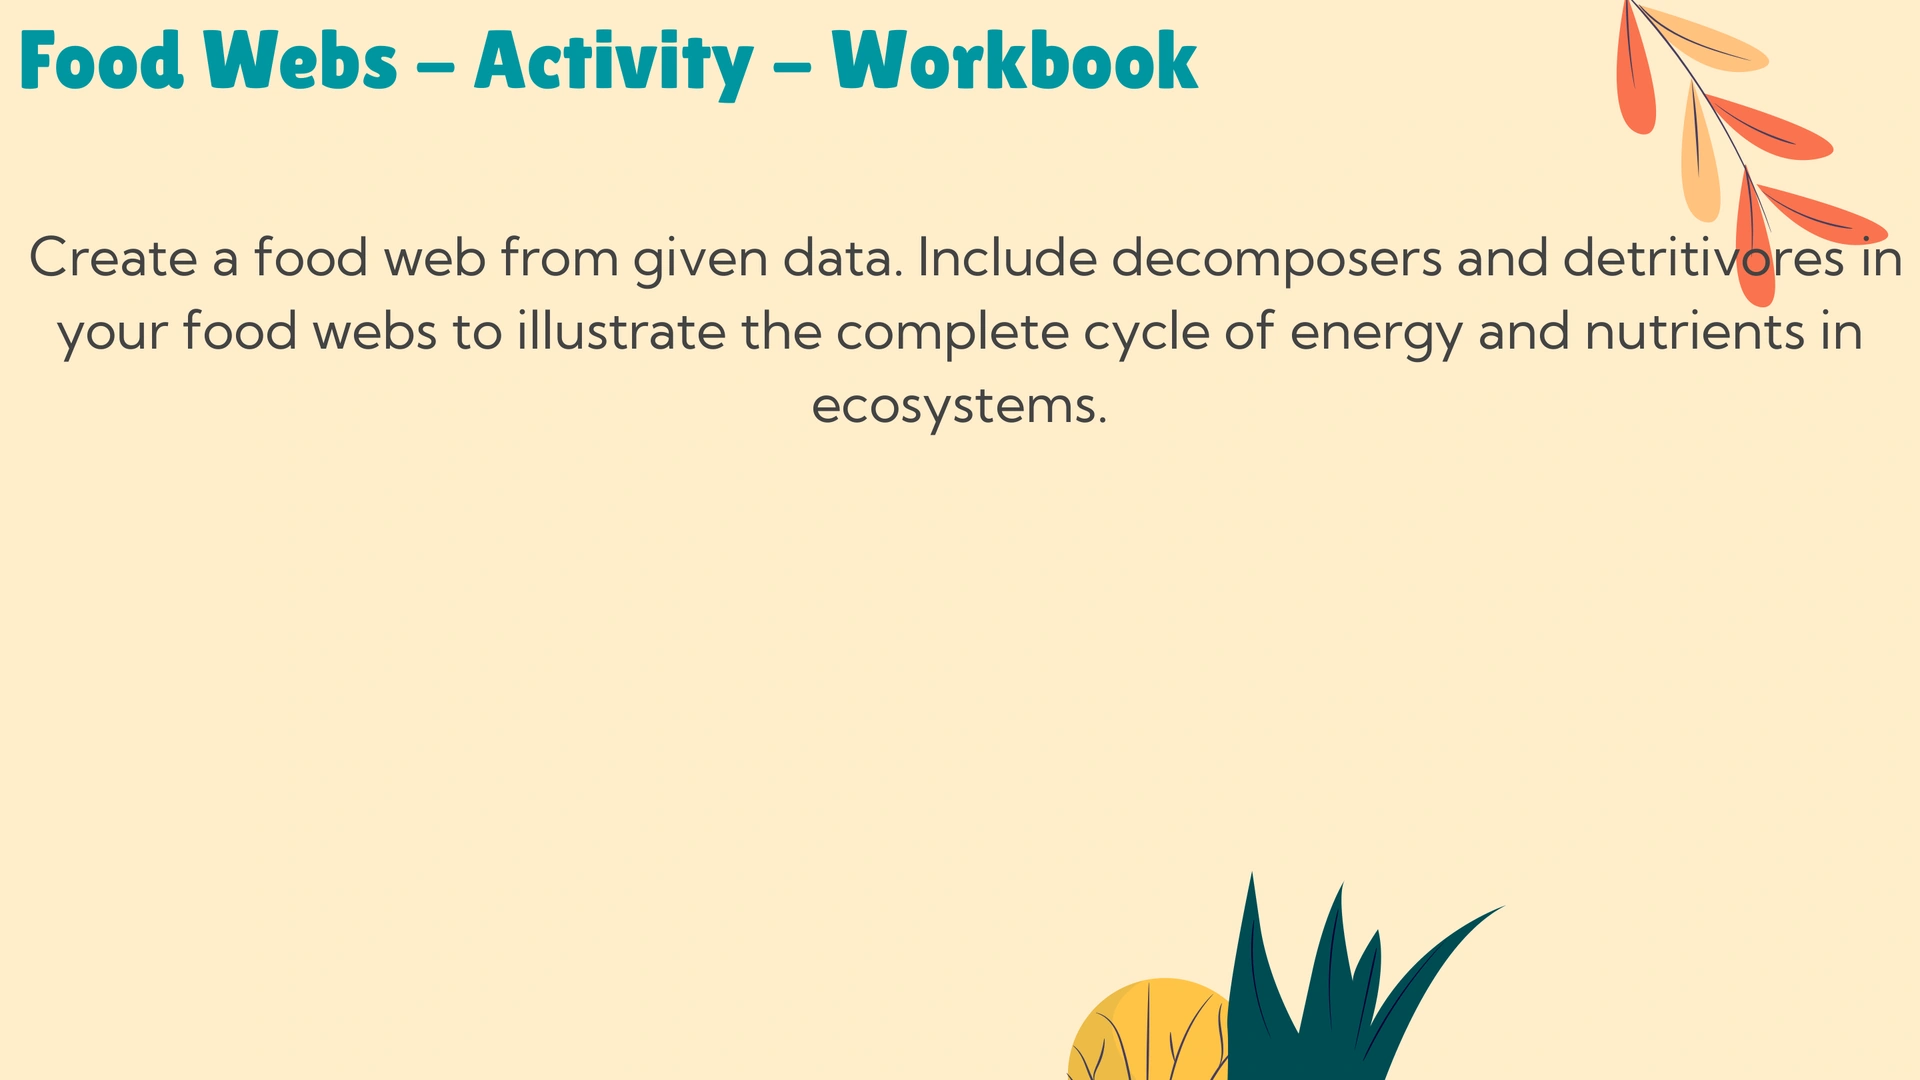 Food Webs – Activity – Workbook
Create a food web from given data. Include decomposers and detritivores in
your food webs to illustrate the complete cycle of energy and nutrients in
ecosystems.